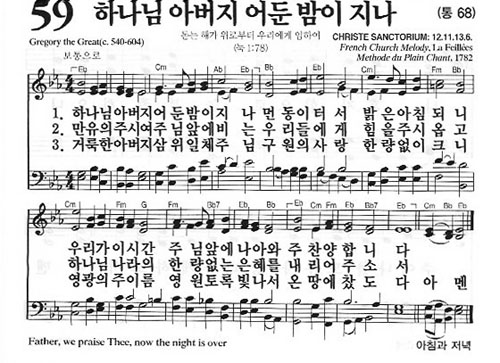 59 하나님 아버지 어둔 밤이 지나 (통 68)
돋는 해가 위로부터 우리에게 임하여
(눅 1:78)
Gregory the Great(c. 540-604)
CHRISTE SANCTORIUM: 12.11.13.6.
French Church Melody, La Feillèes
Methode du Plain Chant, 1782
보통으로
1. 하나님아버지어 둔밤이지 나 먼 동이터 서 밝 은아침 되 니
2. 만유의주시여주 님앞에비 는 우 리들에 게 힘 을주시 옵 고
3. 거룩한아버지삼 위일체주 님 구 원의사 랑 한 량없이 크 니
우리가이시간 주 님앞에 나아와 주 찬양합 니 다
하나님 나라의 한 량없는 은혜를 내 리어 주 소 서
영광의주이름 영 원토록 빛나서 온 땅에 찼 도 다 아 멘
Father, we praise Thee, now the night is over
아침과 저녁